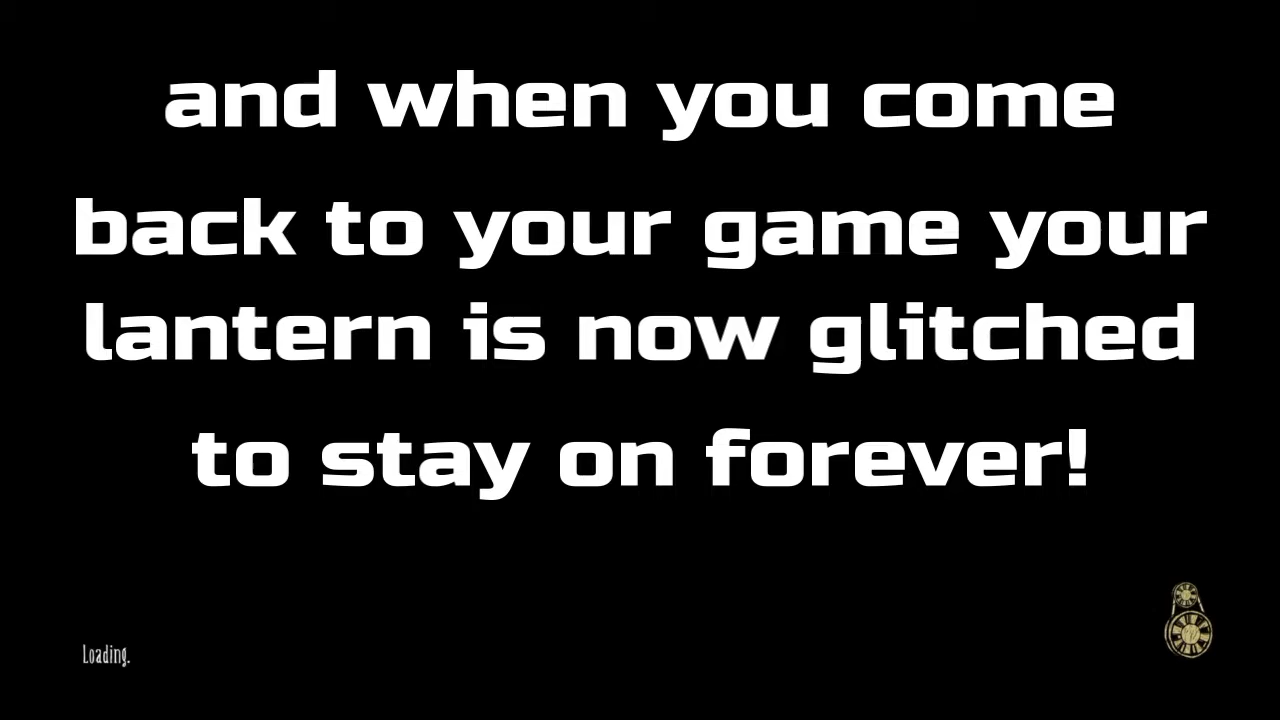 and when you come
back to your game your
lantern is now glitched
to stay on forever!
Loading.